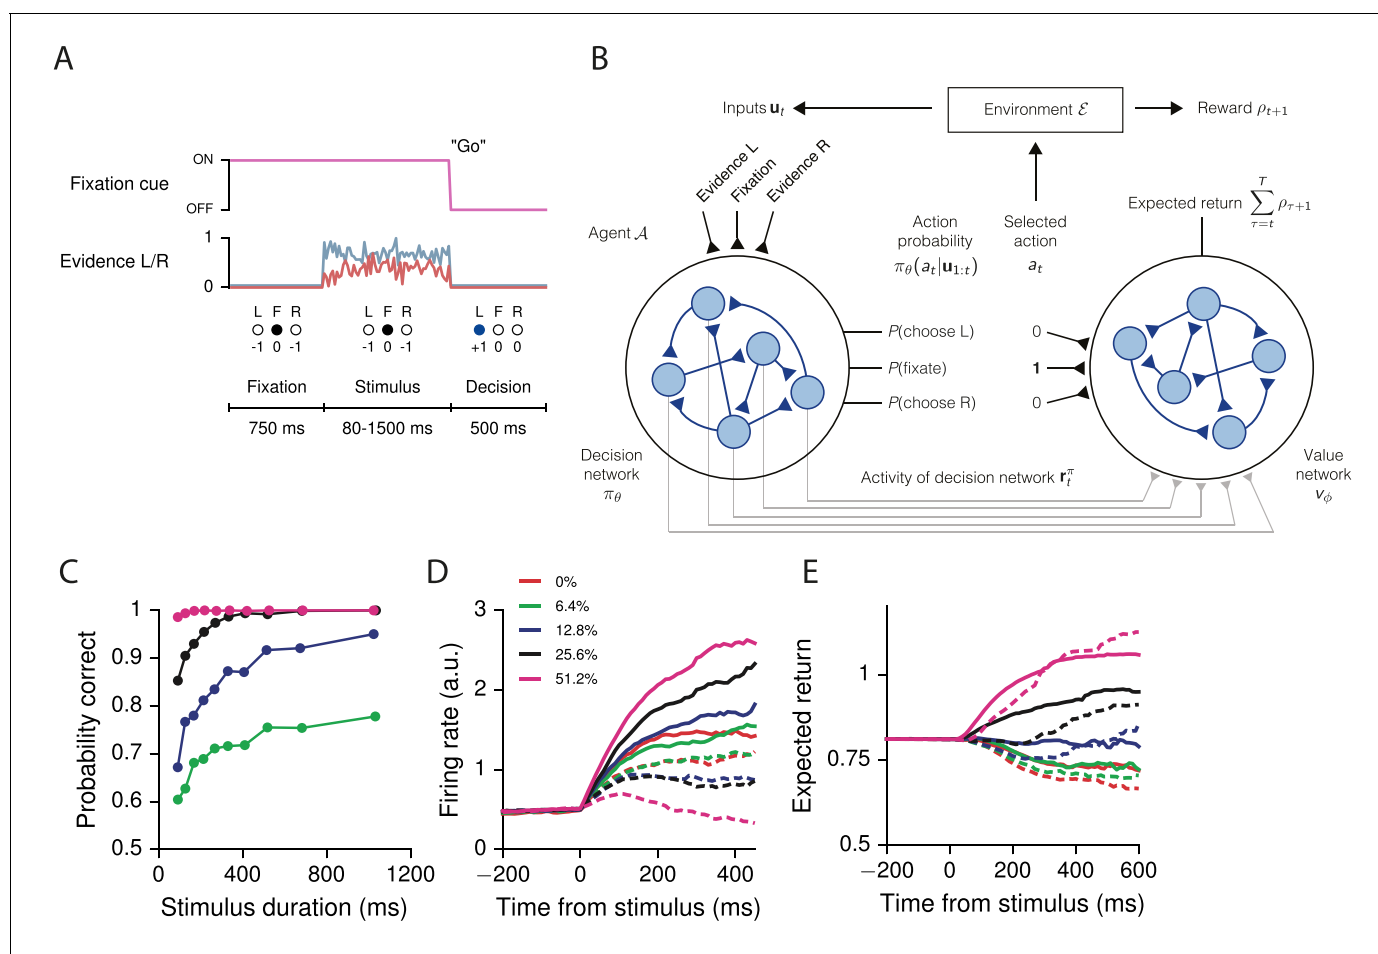 A
"Go"
ON
Fixation cue
OFF
1
Evidence L/R
0
L F R L F R L F R
-1 0 -1 -1 0 -1 +1 0 0
Fixation Stimulus Decision
750 ms 80-1500 ms 500 ms
B
Inputs u_t
Environment ℰ
Reward ρ_{t+1}
Evidence L
Fixation
Evidence R
Agent 𝒜
Action
probability
π_θ(a_t|u_{1:t})
Selected
action
a_t
Expected return ∑_{τ=t}^{T} ρ_{τ+1}
P(choose L) 0
P(fixate) 1
P(choose R) 0
Decision
network
π_θ
Activity of decision network r_t^π
Value
network
v_ϕ
C
Probability correct
1
0.9
0.8
0.7
0.6
0.5
0 400 800 1200
Stimulus duration (ms)
D
0%
6.4%
12.8%
25.6%
51.2%
Firing rate (a.u.)
3
2
1
0
−200 0 200 400
Time from stimulus (ms)
E
Expected return
1
0.75
0.5
−200 0 200 400 600
Time from stimulus (ms)